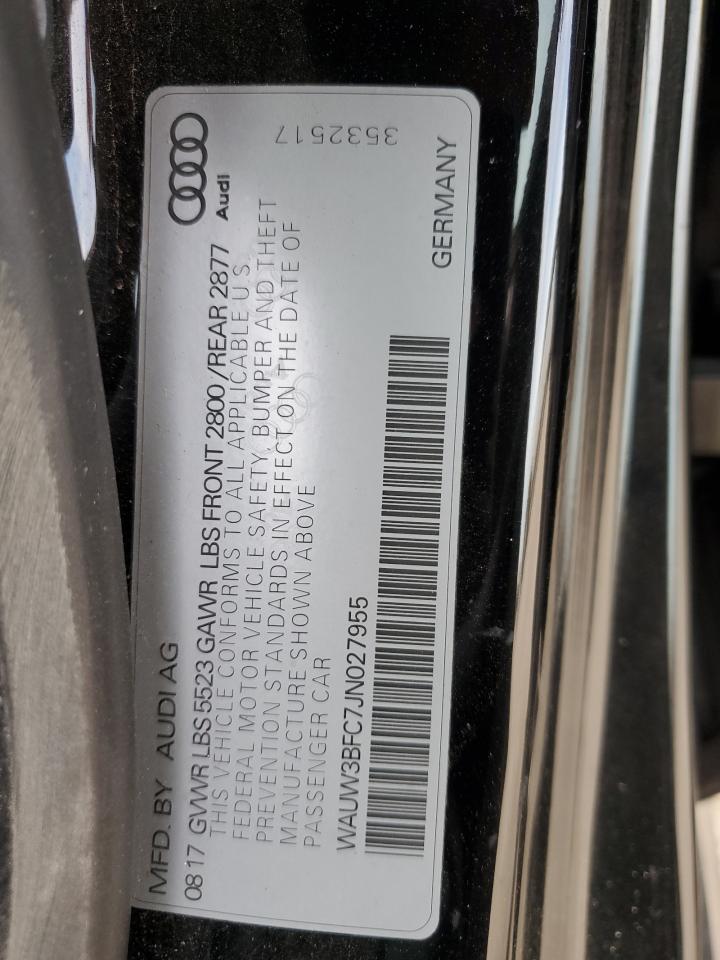 MFD. BY AUDI AG
Audi
08 17 GVWR LBS 5523 GAWR LBS FRONT 2800 /REAR 2877
THIS VEHICLE CONFORMS TO ALL APPLICABLE U S
FEDERAL MOTOR VEHICLE SAFETY, BUMPER AND THEFT
PREVENTION STANDARDS IN EFFECT ON THE DATE OF
MANUFACTURE SHOWN ABOVE
PASSENGER CAR
3532517
WAUW3BFC7JN027955
GERMANY